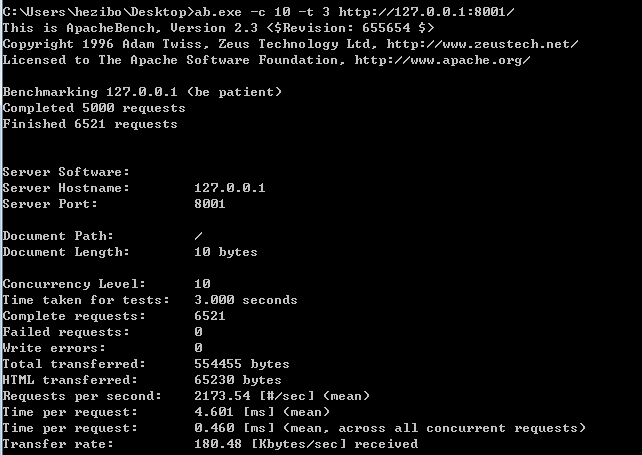 C:\Users\hezibo\Desktop>ab.exe -c 10 -t 3 http://127.0.0.1:8001/
This is ApacheBench, Version 2.3 <$Revision: 655654 $>
Copyright 1996 Adam Twiss, Zeus Technology Ltd, http://www.zeustech.net/
Licensed to The Apache Software Foundation, http://www.apache.org/
Benchmarking 127.0.0.1 (be patient)
Completed 5000 requests
Finished 6521 requests
Server Software:
Server Hostname:        127.0.0.1
Server Port:            8001
Document Path:          /
Document Length:        10 bytes
Concurrency Level:      10
Time taken for tests:   3.000 seconds
Complete requests:      6521
Failed requests:        0
Write errors:           0
Total transferred:      554455 bytes
HTML transferred:       65230 bytes
Requests per second:    2173.54 [#/sec] (mean)
Time per request:       4.601 [ms] (mean)
Time per request:       0.460 [ms] (mean, across all concurrent requests)
Transfer rate:          180.48 [Kbytes/sec] received